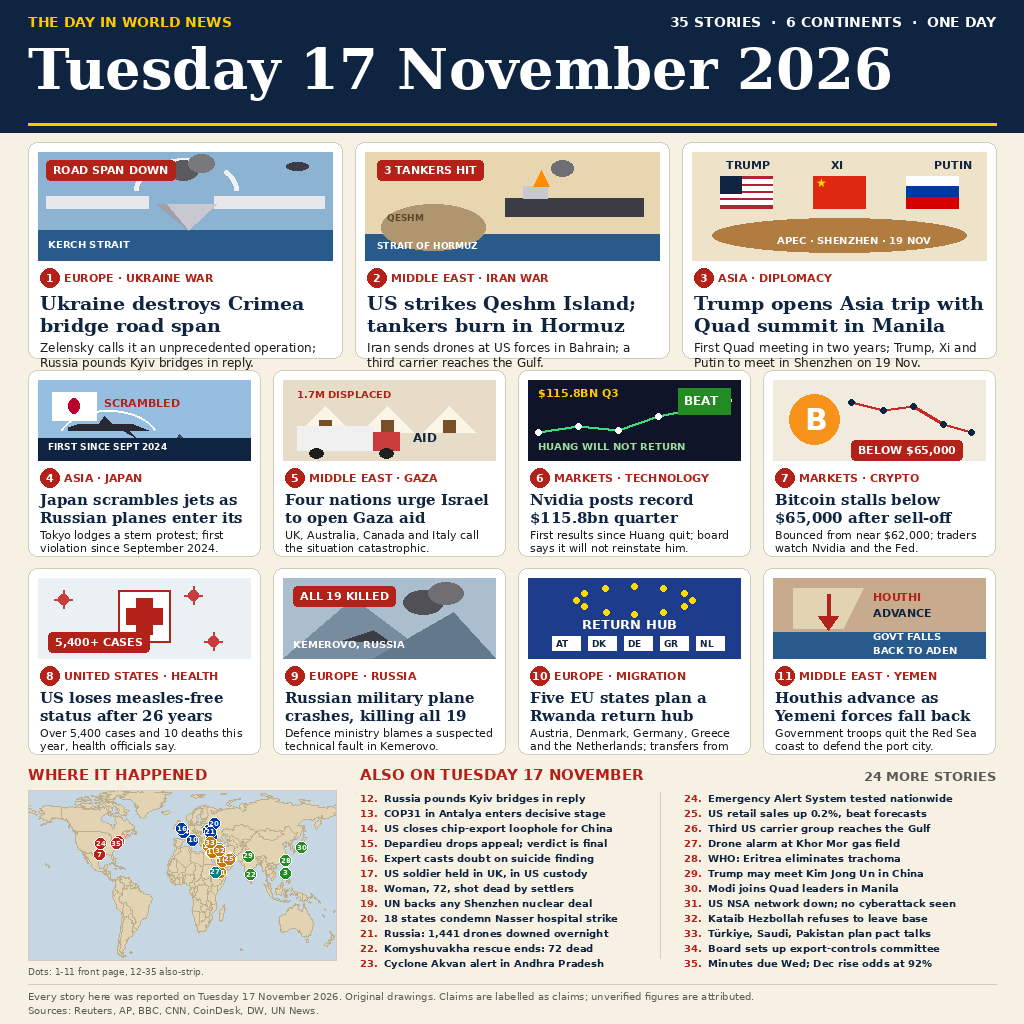 THE DAY IN WORLD NEWS
35 STORIES · 6 CONTINENTS · ONE DAY
Tuesday 17 November 2026
ROAD SPAN DOWN
KERCH STRAIT
1 EUROPE · UKRAINE WAR
Ukraine destroys Crimea
bridge road span
Zelensky calls it an unprecedented operation;
Russia pounds Kyiv bridges in reply.
3 TANKERS HIT
QESHM
STRAIT OF HORMUZ
2 MIDDLE EAST · IRAN WAR
US strikes Qeshm Island;
tankers burn in Hormuz
Iran sends drones at US forces in Bahrain; a
third carrier reaches the Gulf.
TRUMP XI PUTIN
APEC · SHENZHEN · 19 NOV
3 ASIA · DIPLOMACY
Trump opens Asia trip with
Quad summit in Manila
First Quad meeting in two years; Trump, Xi and
Putin to meet in Shenzhen on 19 Nov.
SCRAMBLED
FIRST SINCE SEPT 2024
4 ASIA · JAPAN
Japan scrambles jets as
Russian planes enter its
Tokyo lodges a stern protest; first
violation since September 2024.
1.7M DISPLACED
AID
5 MIDDLE EAST · GAZA
Four nations urge Israel
to open Gaza aid
UK, Australia, Canada and Italy call
the situation catastrophic.
$115.8BN Q3
BEAT
HUANG WILL NOT RETURN
6 MARKETS · TECHNOLOGY
Nvidia posts record
$115.8bn quarter
First results since Huang quit; board
says it will not reinstate him.
B
BELOW $65,000
7 MARKETS · CRYPTO
Bitcoin stalls below
$65,000 after sell-off
Bounced from near $62,000; traders
watch Nvidia and the Fed.
5,400+ CASES
8 UNITED STATES · HEALTH
US loses measles-free
status after 26 years
Over 5,400 cases and 10 deaths this
year, health officials say.
ALL 19 KILLED
KEMEROVO, RUSSIA
9 EUROPE · RUSSIA
Russian military plane
crashes, killing all 19
Defence ministry blames a suspected
technical fault in Kemerovo.
RETURN HUB
AT DK DE GR NL
10 EUROPE · MIGRATION
Five EU states plan a
Rwanda return hub
Austria, Denmark, Germany, Greece
and the Netherlands; transfers from
HOUTHI
ADVANCE
GOVT FALLS
BACK TO ADEN
11 MIDDLE EAST · YEMEN
Houthis advance as
Yemeni forces fall back
Government troops quit the Red Sea
coast to defend the port city.
WHERE IT HAPPENED
24
35
7
16
10
20
21
33
32
25
27
29
22
28
3
30
Dots: 1-11 front page, 12-35 also-strip.
ALSO ON TUESDAY 17 NOVEMBER
24 MORE STORIES
12. Russia pounds Kyiv bridges in reply
13. COP31 in Antalya enters decisive stage
14. US closes chip-export loophole for China
15. Depardieu drops appeal; verdict is final
16. Expert casts doubt on suicide finding
17. US soldier held in UK, in US custody
18. Woman, 72, shot dead by settlers
19. UN backs any Shenzhen nuclear deal
20. 18 states condemn Nasser hospital strike
21. Russia: 1,441 drones downed overnight
22. Komyshuvakha rescue ends: 72 dead
23. Cyclone Akvan alert in Andhra Pradesh
24. Emergency Alert System tested nationwide
25. US retail sales up 0.2%, beat forecasts
26. Third US carrier group reaches the Gulf
27. Drone alarm at Khor Mor gas field
28. WHO: Eritrea eliminates trachoma
29. Trump may meet Kim Jong Un in China
30. Modi joins Quad leaders in Manila
31. US NSA network down; no cyberattack seen
32. Kataib Hezbollah refuses to leave base
33. Türkiye, Saudi, Pakistan plan pact talks
34. Board sets up export-controls committee
35. Minutes due Wed; Dec rise odds at 92%
Every story here was reported on Tuesday 17 November 2026. Original drawings. Claims are labelled as claims; unverified figures are attributed.
Sources: Reuters, AP, BBC, CNN, CoinDesk, DW, UN News.